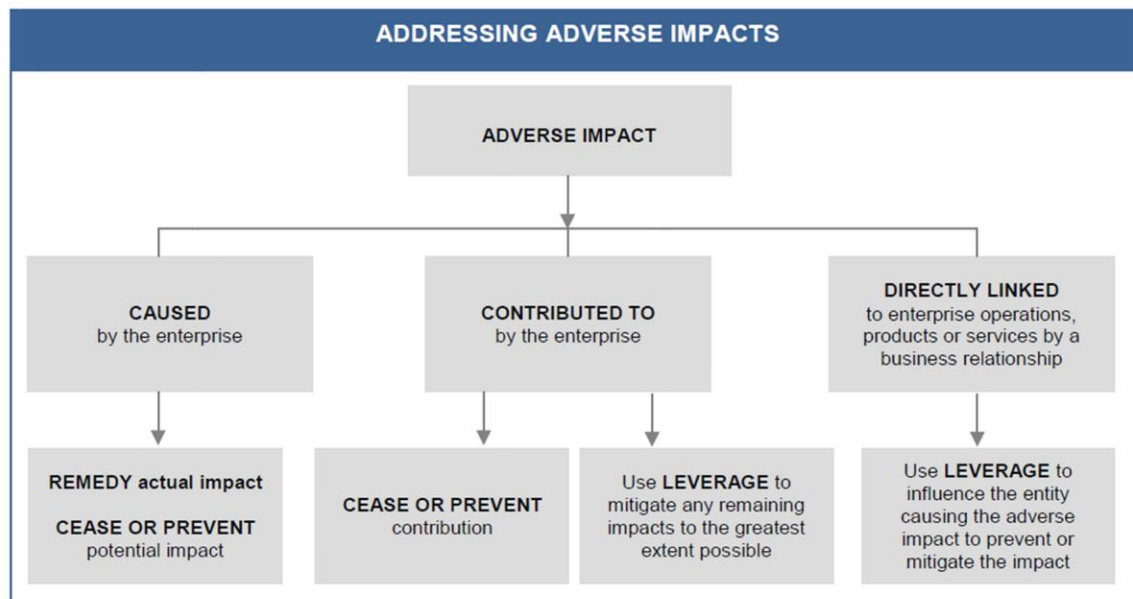 ADDRESSING ADVERSE IMPACTS
ADVERSE IMPACT
CAUSED
by the enterprise
CONTRIBUTED TO
by the enterprise
DIRECTLY LINKED
to enterprise operations,
products or services by a
business relationship
REMEDY actual impact
CEASE OR PREVENT
potential impact
CEASE OR PREVENT
contribution
Use LEVERAGE to
mitigate any remaining
impacts to the greatest
extent possible
Use LEVERAGE to
influence the entity
causing the adverse
impact to prevent or
mitigate the impact